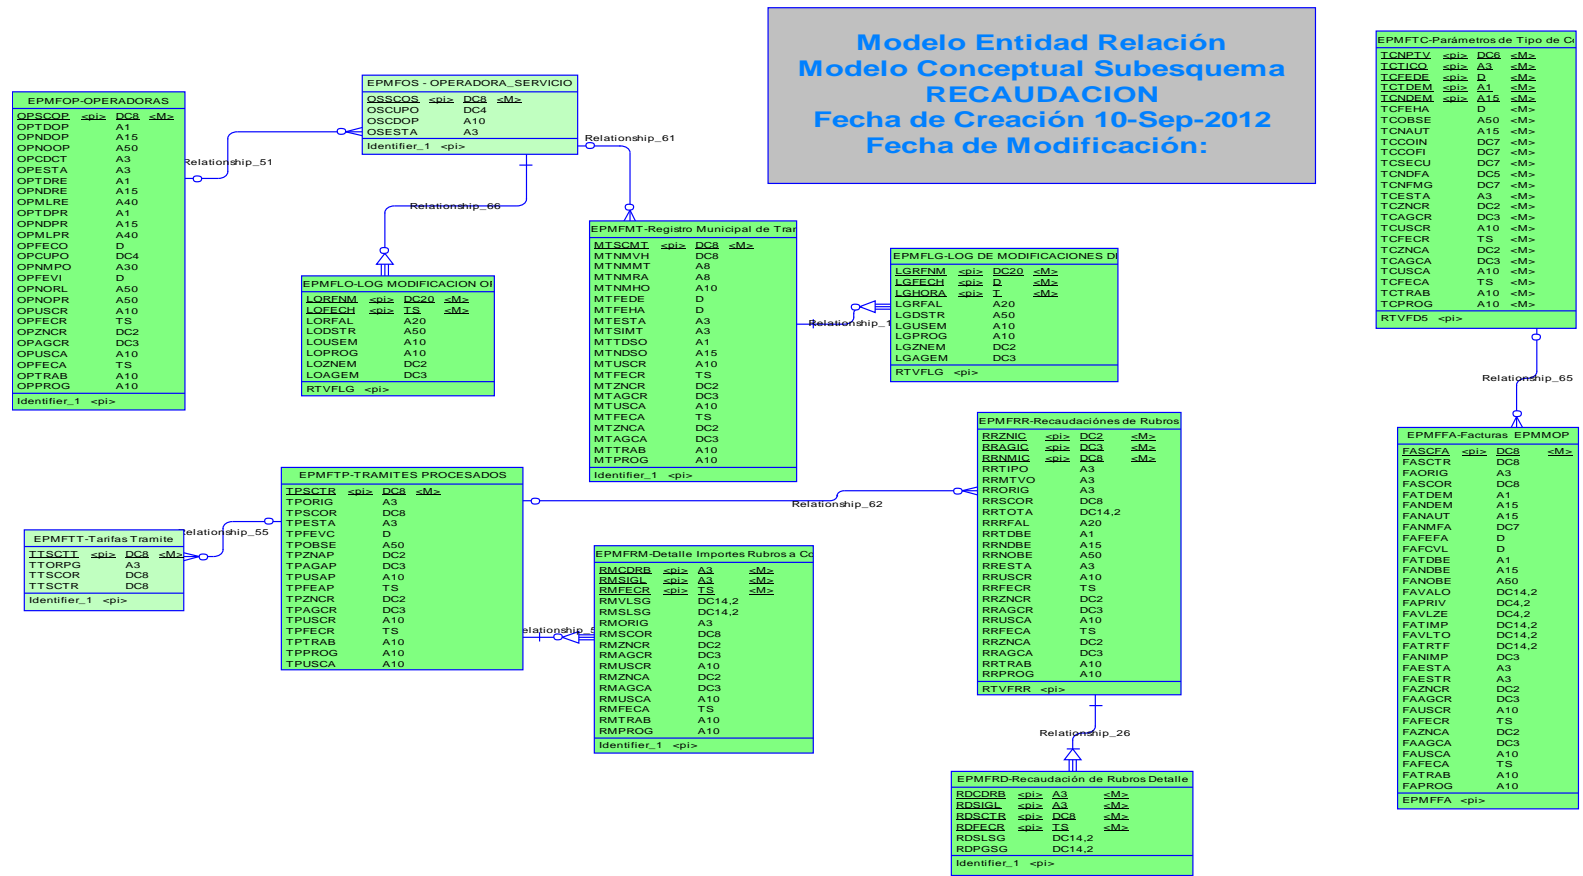 Modelo Entidad Relación
Modelo Conceptual Subesquema
RECAUDACION
Fecha de Creación 10-Sep-2012
Fecha de Modificación:
EPMFOP-OPERADORAS
OPSCOP <pi> DC8 <M>
OPTDOP A1
OPNDOP A15
OPNOOP A50
OPCDCT A3
OPESTA A3
OPTDRE A1
OPNDRE A15
OPMLRE A40
OPTDPR A1
OPNDPR A15
OPMLPR A40
OPFECO D
OPCUPO DC4
OPNMPO A30
OPFEVI D
OPNORL A50
OPNOPR A50
OPUSCR A10
OPFECR TS
OPZNCR DC2
OPAGCR DC3
OPUSCA A10
OPFECA TS
OPTRAB A10
OPPROG A10
Identifier_1 <pi>
Relationship_51
EPMFOS - OPERADORA_SERVICIO
OSSCOS <pi> DC8 <M>
OSCUPO DC4
OSCDOP A10
OSESTA A3
Identifier_1 <pi>
Relationship_61
Relationship_66
EPMFLO-LOG MODIFICACION
LORFNM <pi> DC20 <M>
LOFECH <pi> TS <M>
LORFAL A20
LODSTR A50
LOUSEM A10
LOPROG A10
LOZNEM DC2
LOAGEM DC3
RTVFLG <pi>
EPMFMT-Registro Municipal de Tran
MTSCMT <pi> DC8 <M>
MTNMVH DC8
MTNMMT A8
MTNMRA A8
MTNMHO A10
MTFEDE D
MTFEHA D
MTESTA A3
MTSIMT A3
MTTDSO A1
MTNDSO A15
MTUSCR A10
MTFECR TS
MTZNCR DC2
MTAGCR DC3
MTUSCA A10
MTFECA TS
MTZNCA DC2
MTAGCA DC3
MTTRAB A10
MTPROG A10
Identifier_1 <pi>
Relationship_1
EPMFLG-LOG DE MODIFICACIONES
LGRFNM <pi> DC20 <M>
LGFECH <pi> D <M>
LGHORA <pi> T <M>
LGRFAL A20
LGDSTR A50
LGUSEM A10
LGPROG A10
LGZNEM DC2
LGAGEM DC3
RTVFLG <pi>
EPMFTC-Parámetros de Tipo de
TCNPTV <pi> DC6 <M>
TCTICO <pi> A3 <M>
TCFEDE <pi> D <M>
TCTDEM <pi> A1 <M>
TCNDEM <pi> A15 <M>
TCFEHA D <M>
TCOBSE A50 <M>
TCNAUT A15 <M>
TCCOIN DC7 <M>
TCCOFI DC7 <M>
TCSECU DC7 <M>
TCNDFA DC5 <M>
TCNFMG DC7 <M>
TCESTA A3 <M>
TCZNCR DC2 <M>
TCAGCR DC3 <M>
TCUSCR A10 <M>
TCFECR TS <M>
TCZNCA DC2 <M>
TCAGCA DC3 <M>
TCUSCA A10 <M>
TCFECA TS <M>
TCTRAB A10 <M>
TCPROG A10 <M>
RTVFD5 <pi>
Relationship_65
EPMFFA-Facturas EPMMOP
FASCFA <pi> DC8 <M>
FASCTR DC8
FAORIG A3
FASCOR DC8
FATDEM A1
FANDEM A15
FANAUT A15
FANMFA DC7
FAFEFA D
FAFCVL D
FATDBE A1
FANDBE A15
FANOBE A50
FAVALO DC14,2
FAPRIV DC4,2
FAVLZE DC4,2
FATIMP DC14,2
FAVLTO DC14,2
FATRTF DC14,2
FANIMP DC3
FAESTA A3
FAESTR A3
FAZNCR DC2
FAAGCR DC3
FAUSCR A10
FAFECR TS
FAZNCA DC2
FAAGCA DC3
FAUSCA A10
FAFECA TS
FATRAB A10
FAPROG A10
EPMFFA <pi>
EPMFTP-TRAMITES PROCESADOS
TPSCTR <pi> DC8 <M>
TPORIG A3
TPSCOR DC8
TPESTA A3
TPFEVC D
TPOBSE A50
TPZNAP DC2
TPAGAP DC3
TPUSAP A10
TPFEAP TS
TPZNCR DC2
TPAGCR DC3
TPUSCR A10
TPFECR TS
TPTRAB A10
TPPROG A10
TPUSCA A10
Relationship_62
Relationship_55
EPMFTT-Tarifas Tramite
TTSCTT <pi> DC8 <M>
TTORPG A3
TTSCOR DC8
TTSCTR DC8
Identifier_1 <pi>
EPMFRM-Detalle Importes Rubros a Co
RMCDRB <pi> A3 <M>
RMSIGL <pi> A3 <M>
RMFECR <pi> TS <M>
RMVLSG DC14,2
RMSLSG DC14,2
RMORIG A3
RMSCOR DC8
RMZNCR DC2
RMAGCR DC3
RMUSCR A10
RMZNCA DC2
RMAGCA DC3
RMUSCA A10
RMFECA TS
RMTRAB A10
RMPROG A10
Identifier_1 <pi>
EPMFRR-Recaudaciónes de Rubros
RRZNIC <pi> DC2 <M>
RRAGIC <pi> DC3 <M>
RRNMIC <pi> DC8 <M>
RRTIPO A3
RRMTVO A3
RRORIG A3
RRSCOR DC8
RRTOTA DC14,2
RRRFAL A20
RRTDBE A1
RRNDBE A15
RRNOBE A50
RRESTA A3
RRUSCR A10
RRFECR TS
RRZNCR DC2
RRAGCR DC3
RRUSCA A10
RRFECA TS
RRZNCA DC2
RRAGCA DC3
RRTRAB A10
RRPROG A10
RTVFRR <pi>
Relationship_26
EPMFRD-Recaudación de Rubros Detalle
RDCDRB <pi> A3 <M>
RDSIGL <pi> A3 <M>
RDSCTR <pi> DC8 <M>
RDFECR <pi> TS <M>
RDSLSG DC14,2
RDPGSG DC14,2
Identifier_1 <pi>